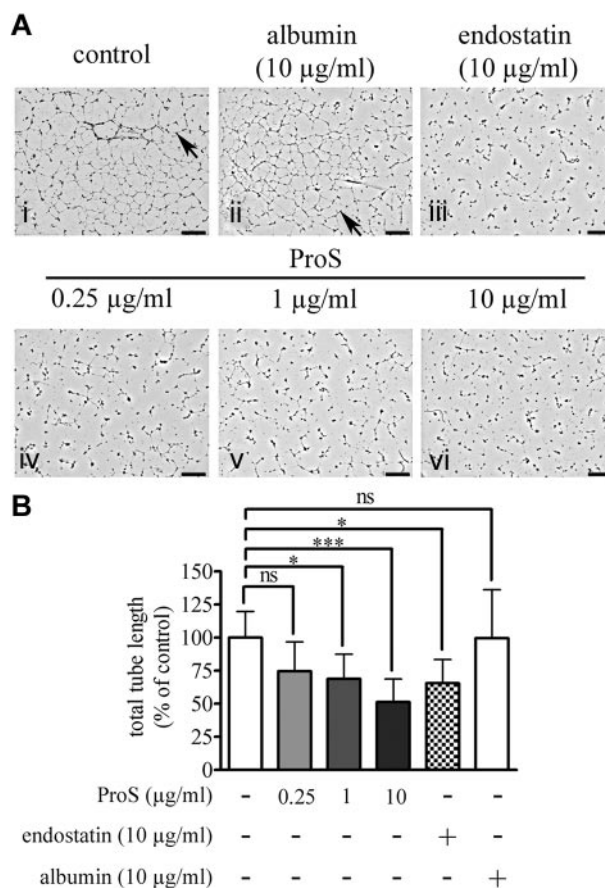 A
control
albumin
(10 µg/ml)
endostatin
(10 µg/ml)
i
ii
iii
ProS
0.25 µg/ml
1 µg/ml
10 µg/ml
iv
v
vi
B
ns
*
***
*
ns
total tube length
(% of control)
150
125
100
75
50
25
0
ProS (µg/ml) - 0.25 1 10 - -
endostatin (10 µg/ml) - - - - + -
albumin (10 µg/ml) - - - - - +